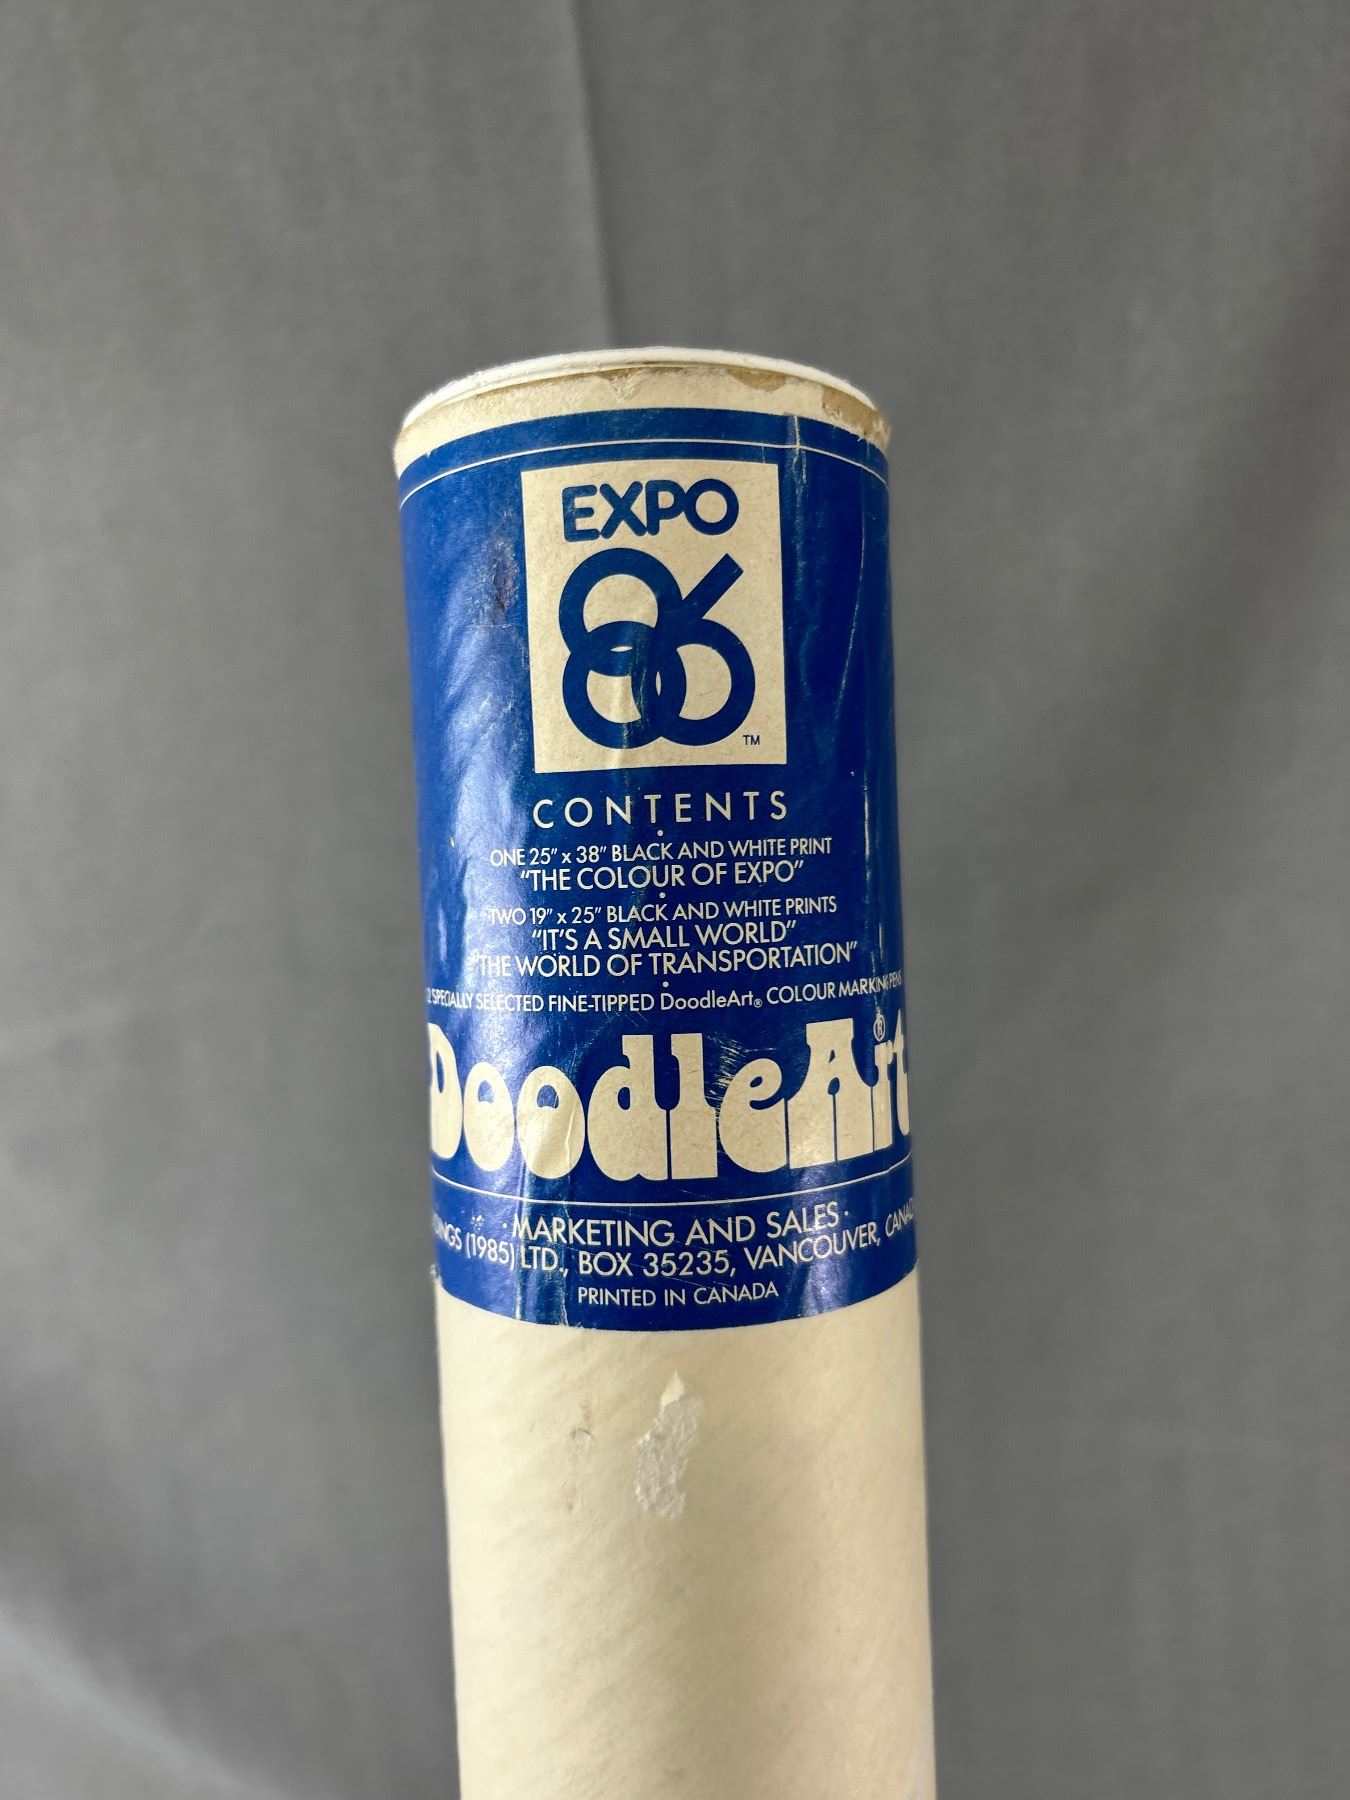 EXPO
86
TM
CONTENTS
•
ONE 25" x 38" BLACK AND WHITE PRINT
"THE COLOUR OF EXPO"
•
TWO 19" x 25" BLACK AND WHITE PRINTS
"IT'S A SMALL WORLD"
"THE WORLD OF TRANSPORTATION"
•
2 SPECIALLY SELECTED FINE-TIPPED DoodleArt® COLOUR MARKING PENS
DoodleArt®
· MARKETING AND SALES ·
(1985) LTD., BOX 35235, VANCOUVER,
PRINTED IN CANADA